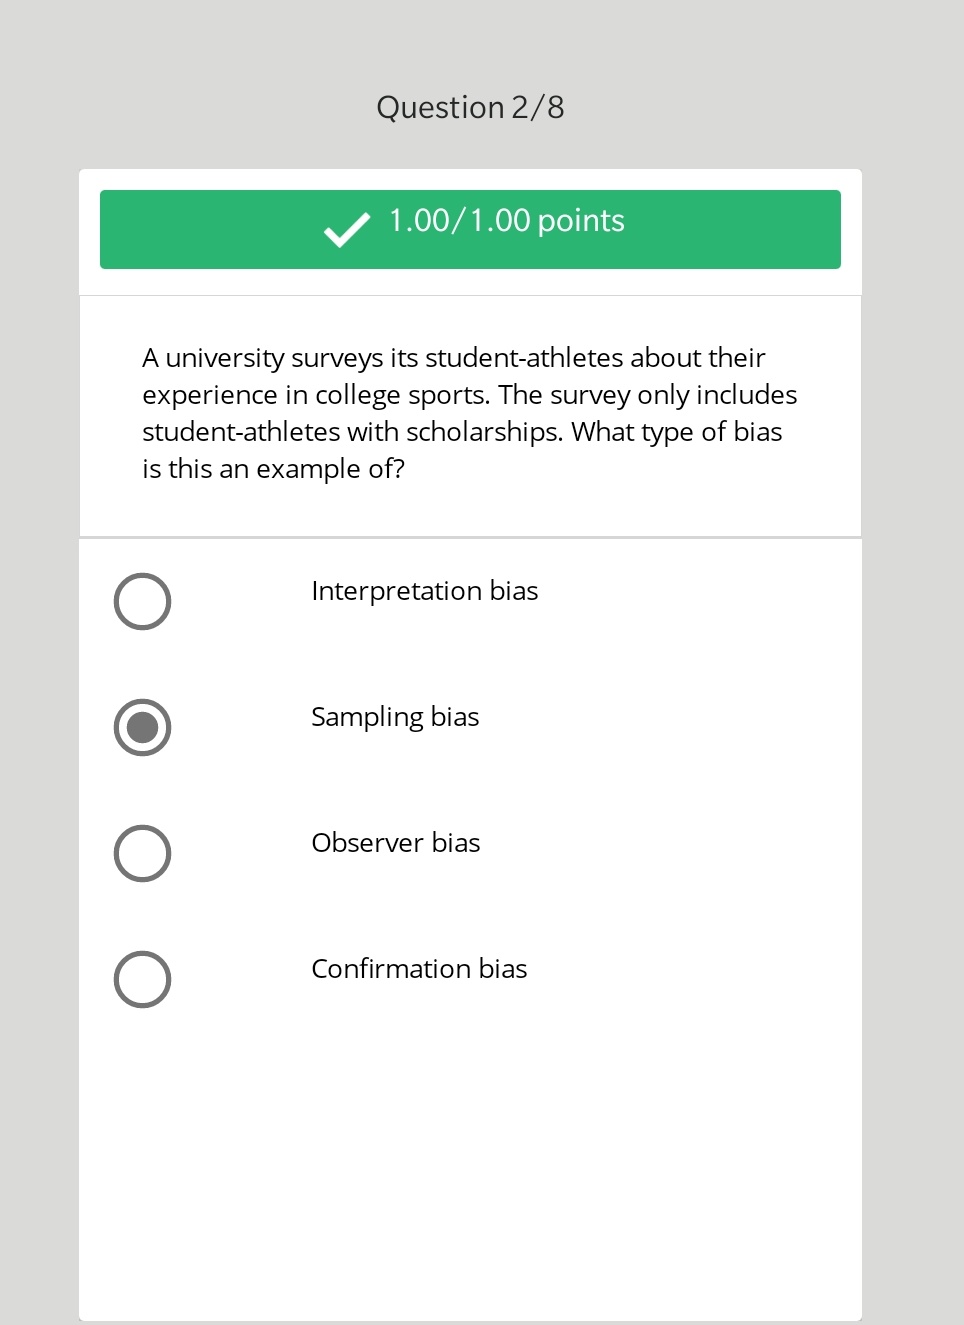 Question 2/8
1.00/1.00 points
A university surveys its student-athletes about their
experience in college sports. The survey only includes
student-athletes with scholarships. What type of bias
is this an example of?
Interpretation bias
Sampling bias
Observer bias
Confirmation bias